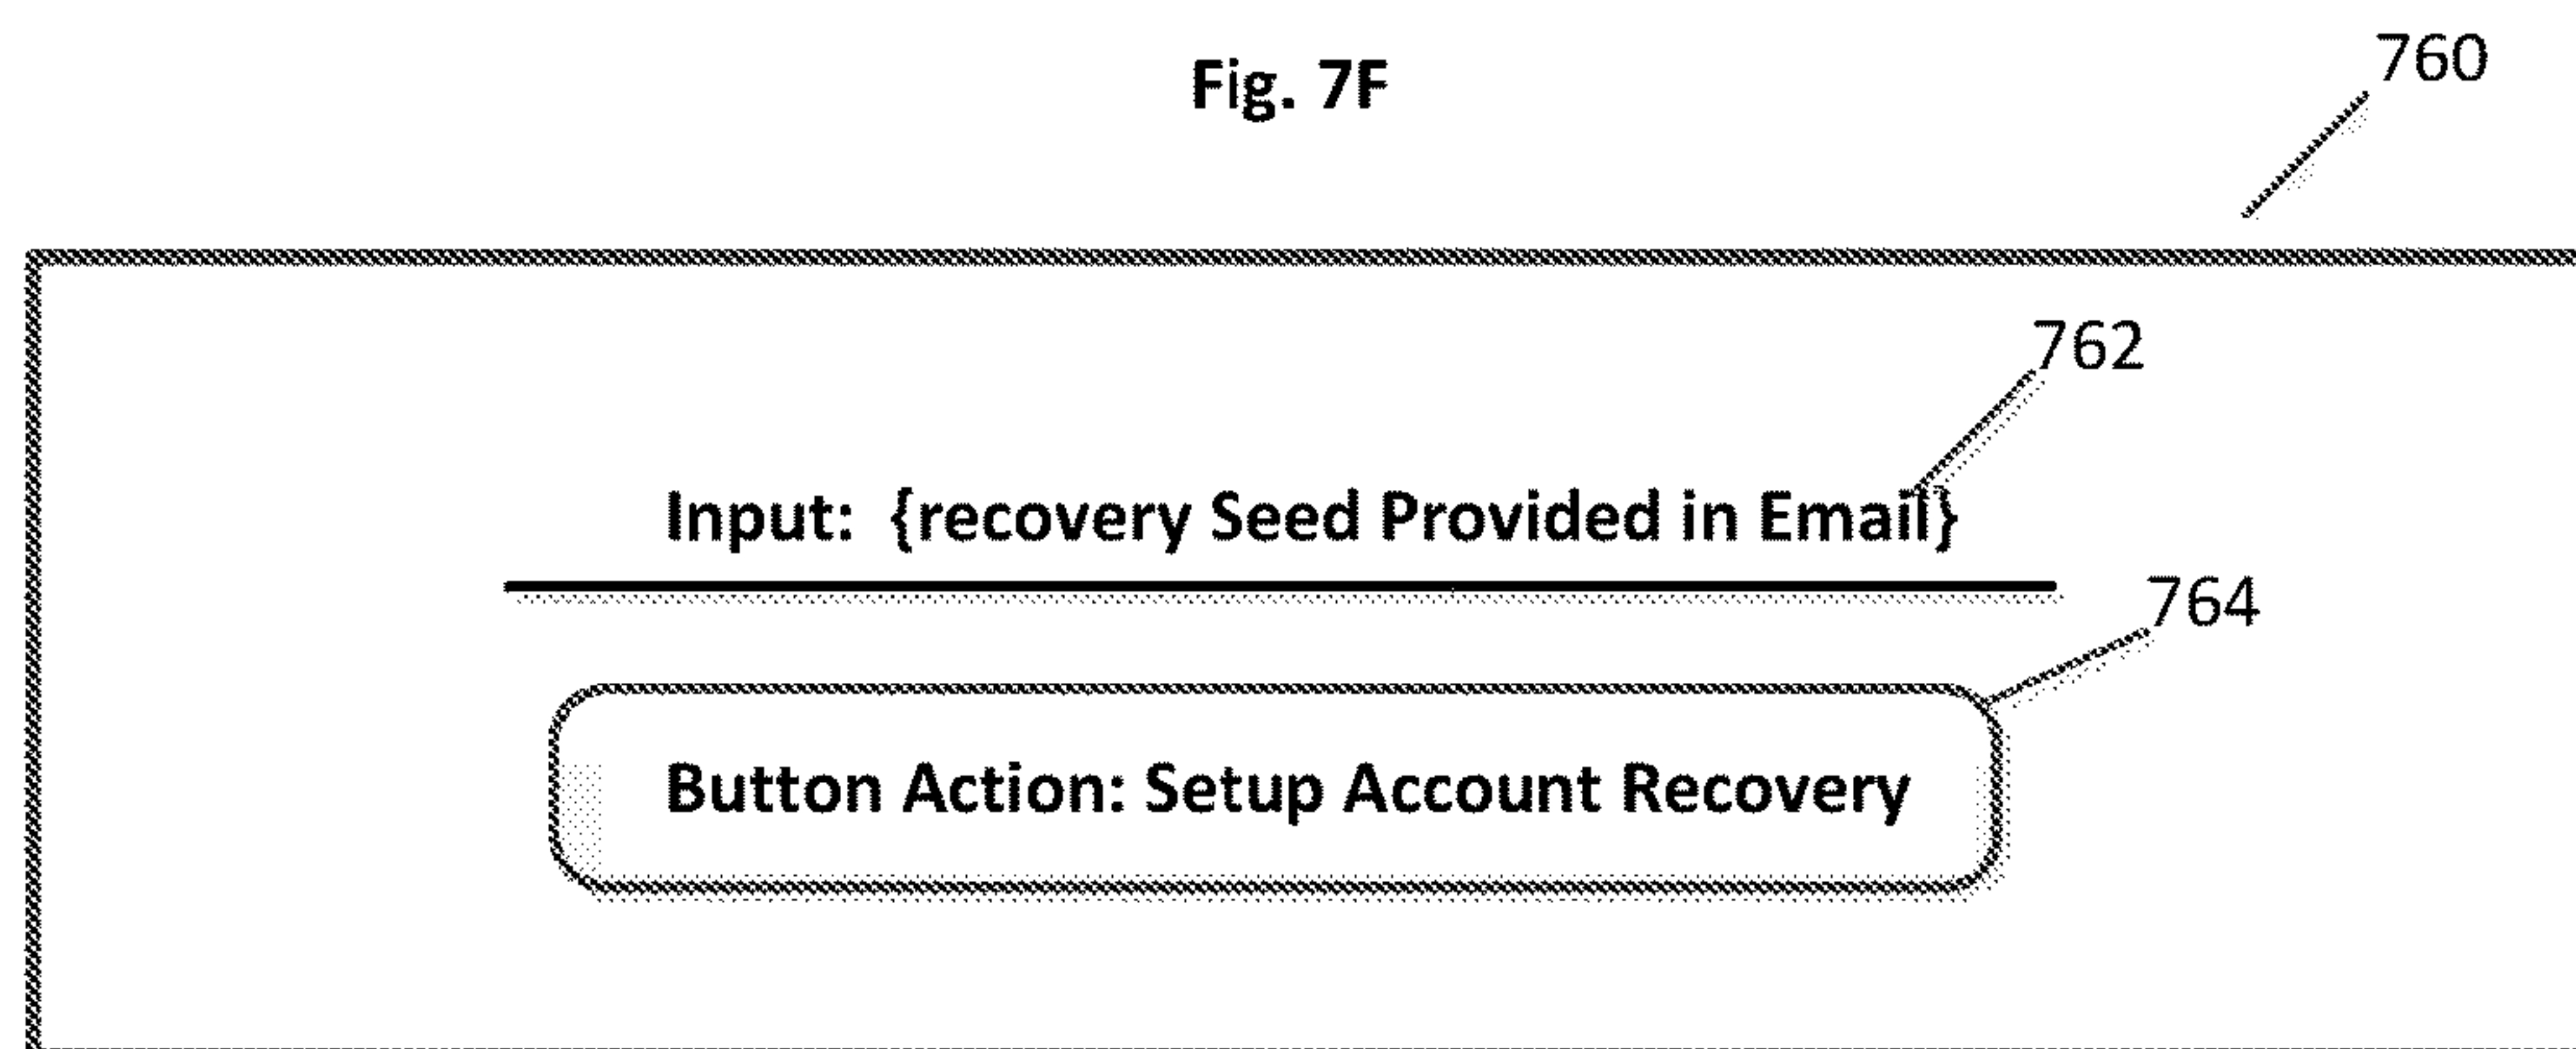 Fig. 7F
760
762
Input: {recovery Seed Provided in Email}
764
Button Action: Setup Account Recovery